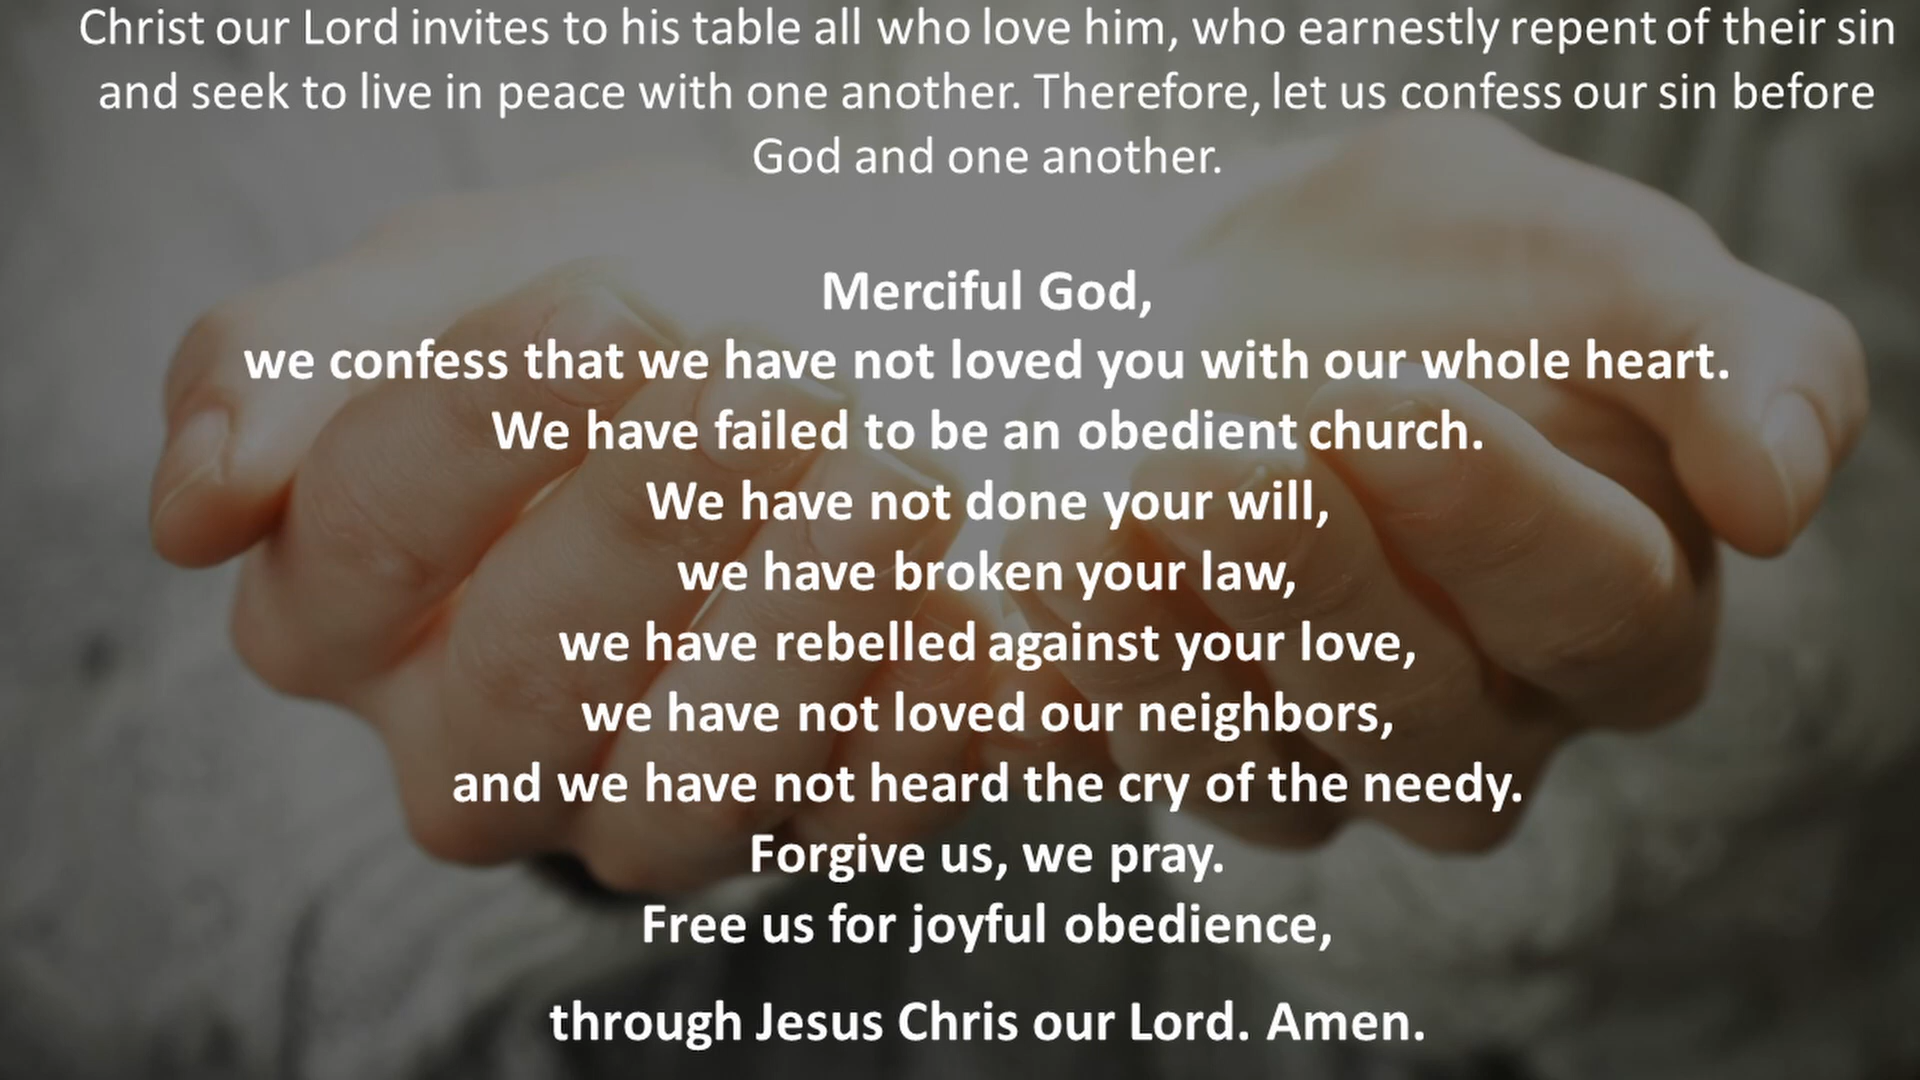 Christ our Lord invites to his table all who love him, who earnestly repent of their sin
and seek to live in peace with one another. Therefore, let us confess our sin before
God and one another.
Merciful God,
we confess that we have not loved you with our whole heart.
We have failed to be an obedient church.
We have not done your will,
we have broken your law,
we have rebelled against your love,
we have not loved our neighbors,
and we have not heard the cry of the needy.
Forgive us, we pray.
Free us for joyful obedience,
through Jesus Chris our Lord. Amen.